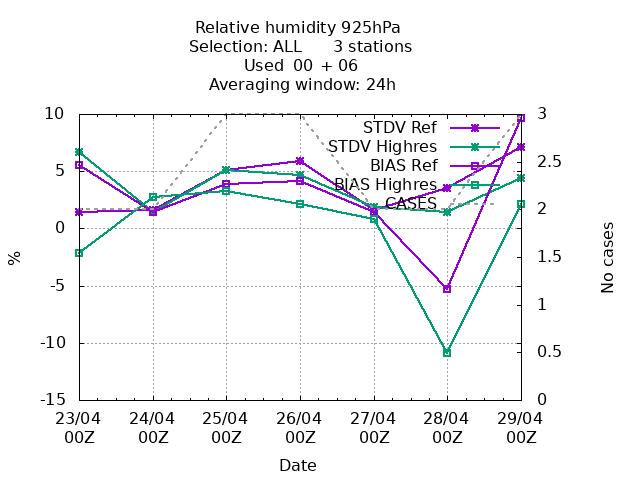 Relative humidity 925hPa
Selection: ALL 3 stations
Used 00 + 06
Averaging window: 24h
10
5
0
-5
-10
-15
%
STDV Ref
STDV Highres
BIAS Ref
BIAS Highres
CASES
3
2.5
2
1.5
1
0.5
0
No cases
23/04 24/04 25/04 26/04 27/04 28/04 29/04
00Z 00Z 00Z 00Z 00Z 00Z 00Z
Date